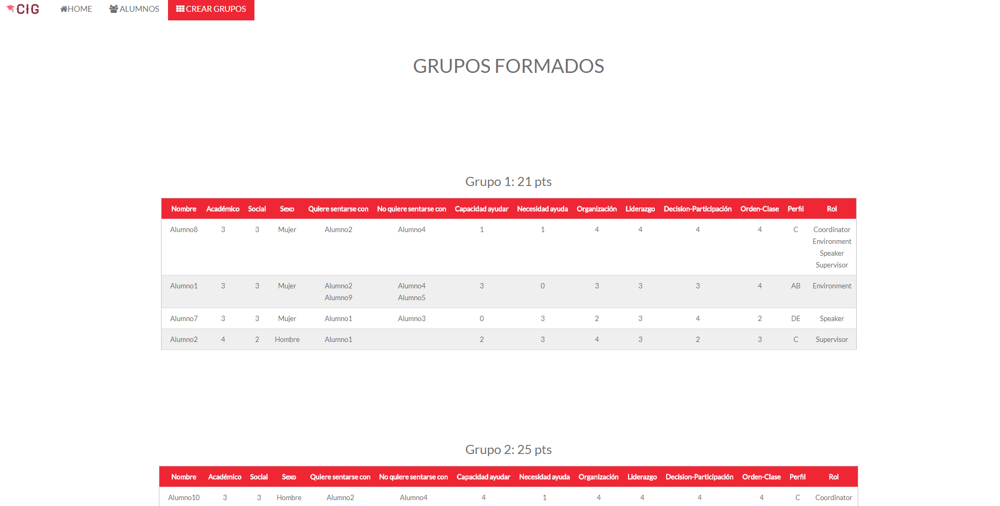 CIG HOME ALUMNOS CREAR GRUPOS
GRUPOS FORMADOS
Grupo 1: 21 pts
Nombre Académico Social Sexo Quiere sentarse con No quiere sentarse con Capacidad ayudar Necesidad ayuda Organización Liderazgo Decision-Participación Orden-Clase Perfil Rol
Alumno8 3 3 Mujer Alumno2 Alumno4 1 1 4 4 4 4 C Coordinator
Environment
Speaker
Supervisor
Alumno1 3 3 Mujer Alumno2 Alumno4 3 0 3 3 3 4 AB Environment
Alumno9 Alumno5
Alumno7 3 3 Mujer Alumno1 Alumno3 0 3 2 3 4 2 DE Speaker
Alumno2 4 2 Hombre Alumno1 2 3 4 3 2 3 C Supervisor
Grupo 2: 25 pts
Nombre Académico Social Sexo Quiere sentarse con No quiere sentarse con Capacidad ayudar Necesidad ayuda Organización Liderazgo Decision-Participación Orden-Clase Perfil Rol
Alumno10 3 3 Hombre Alumno2 Alumno4 4 1 4 4 4 4 C Coordinator